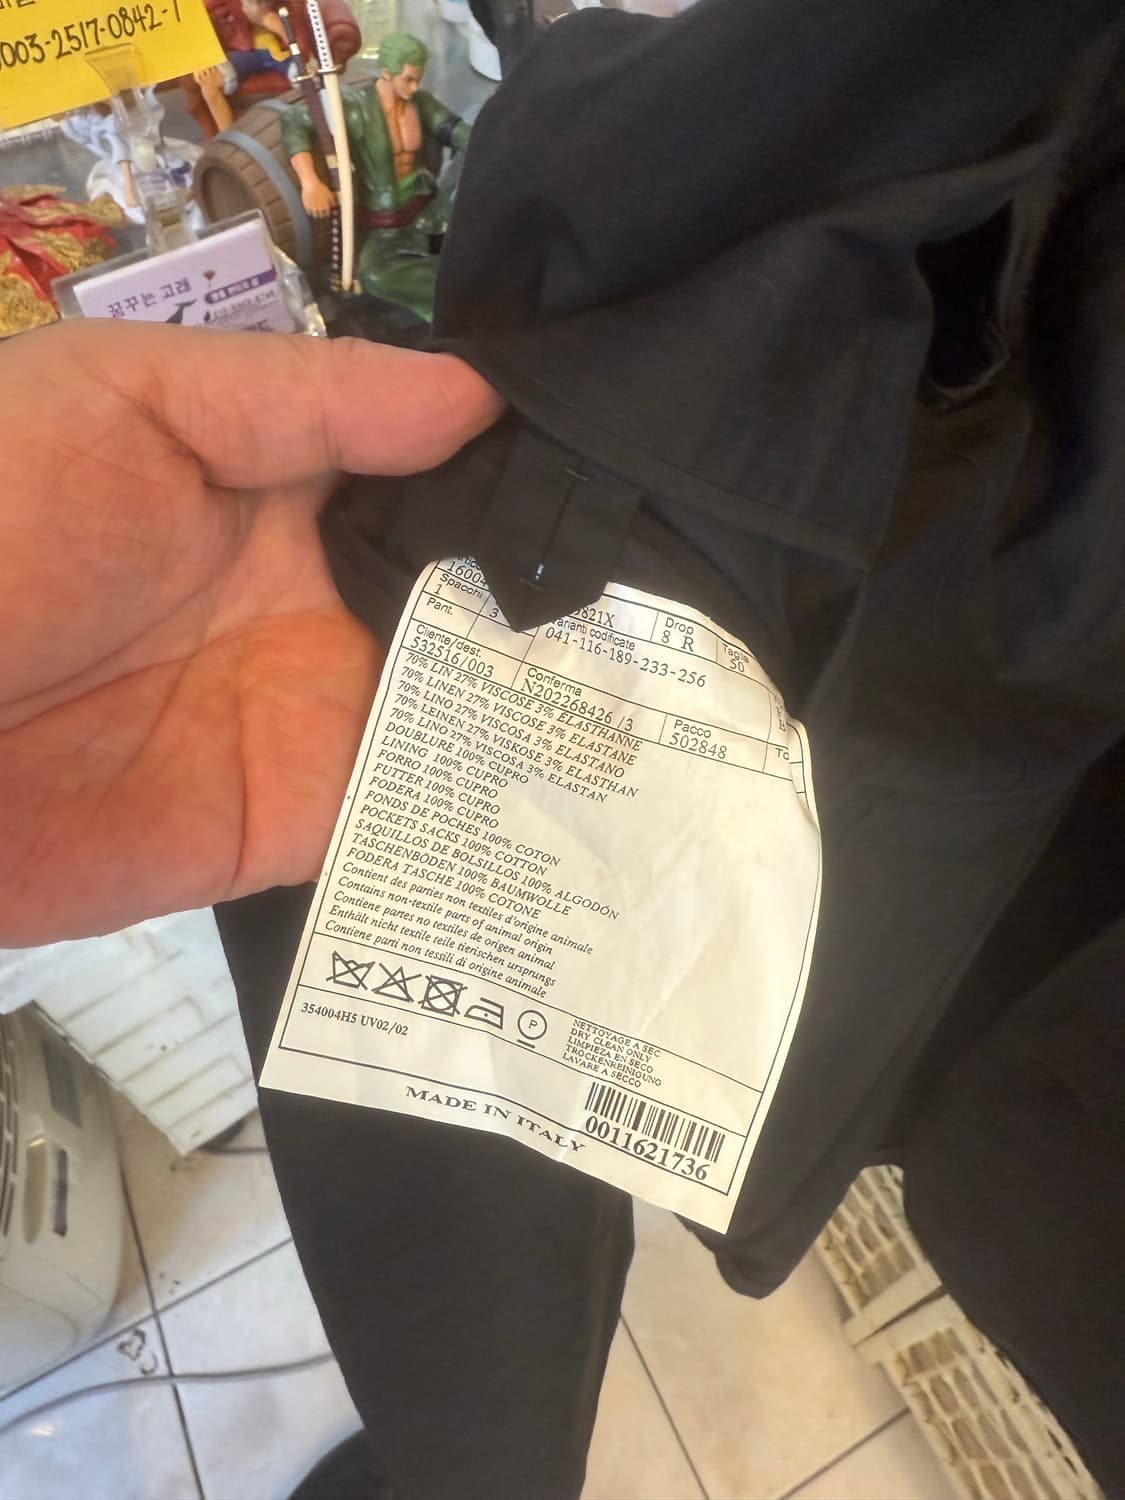 003-2517-0842-1
꿈꾸는 고래
1600
Spacchi
1
3
821X
Drop
8 R
Taglia
50
Part.
varianti codificate
041-116-189-233-256
Cliente/dest.
532516/003
Conferma
N202268426 /3
Pacco
502848
70% LIN 27% VISCOSE 3% ELASTHANNE
70% LINEN 27% VISCOSE 3% ELASTANE
70% LINO 27% VISCOSA 3% ELASTANO
70% LEINEN 27% VISKOSE 3% ELASTHAN
70% LINO 27% VISCOSA 3% ELASTAN
DOUBLURE 100% CUPRO
LINING 100% CUPRO
FORRO 100% CUPRO
FUTTER 100% CUPRO
FODERA 100% CUPRO
FONDS DE POCHES 100% COTON
POCKETS SACKS 100% COTTON
SAQUILLOS DE BOLSILLOS 100% ALGODÓN
TASCHENBÖDEN 100% BAUMWOLLE
FODERA TASCHE 100% COTONE
Contient des parties non textiles d'origine animale
Contains non-textile parts of animal origin
Contiene partes no textiles de origen animal
Enthält nicht textile teile tierischen ursprungs
Contiene parti non tessili di origine animale
P
NETTOYAGE A SEC
DRY CLEAN ONLY
LIMPIEZA EN SECO
TROCKENREINIGUNG
LAVARE A SECCO
354004H5 UV02/02
MADE IN ITALY
0011621736